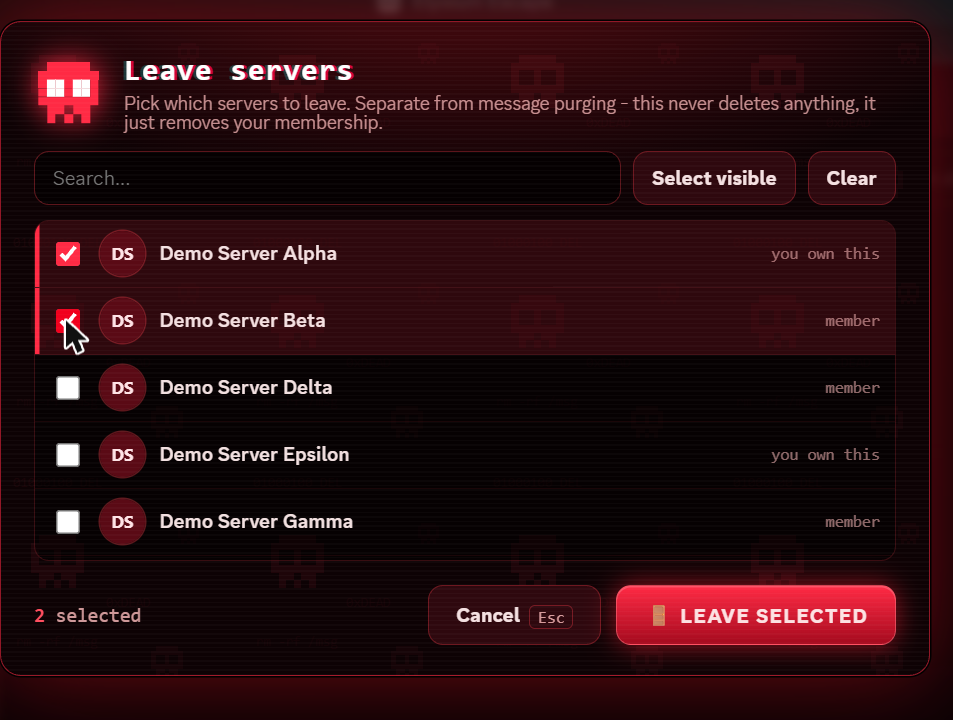 Leave servers
Pick which servers to leave. Separate from message purging - this never deletes anything, it
just removes your membership.
Search...
Select visible
Clear
DS Demo Server Alpha you own this
DS Demo Server Beta member
DS Demo Server Delta member
DS Demo Server Epsilon you own this
DS Demo Server Gamma member
2 selected
Cancel Esc
LEAVE SELECTED